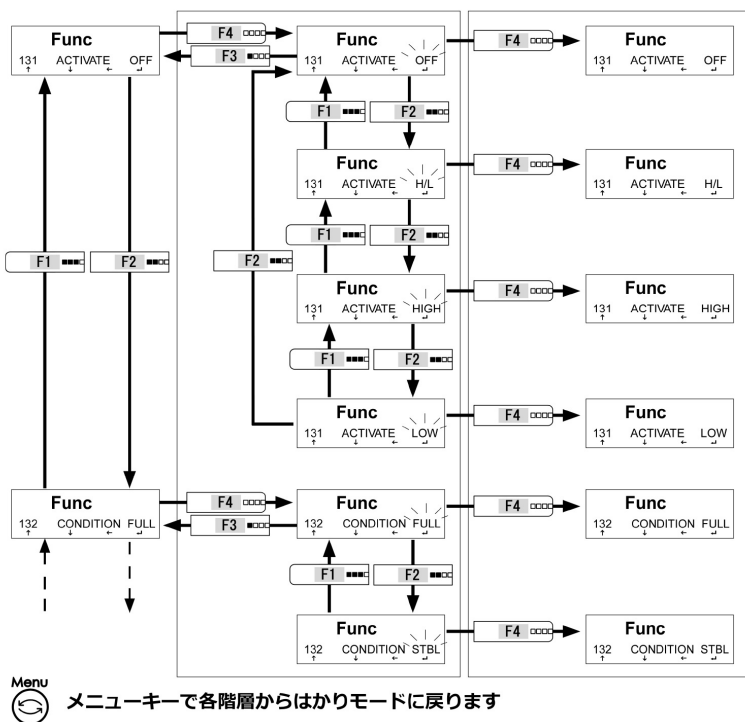 F4
Func Func Func
F4
131 ACTIVATE OFF 131 ACTIVATE OFF 131 ACTIVATE OFF
↑ ↓ ← ↵ ↑ ↓ ← ↵ ↑ ↓ ← ↵
F3
F1 F2
Func Func
F4
131 ACTIVATE H/L 131 ACTIVATE H/L
↑ ↓ ← ↵ ↑ ↓ ← ↵
F1 F2
F1 F2 F2
Func Func
F4
131 ACTIVATE HIGH 131 ACTIVATE HIGH
↑ ↓ ← ↵ ↑ ↓ ← ↵
F1 F2
Func Func
F4
131 ACTIVATE LOW 131 ACTIVATE LOW
↑ ↓ ← ↵ ↑ ↓ ← ↵
F4
Func Func Func
F4
132 CONDITION FULL 132 CONDITION FULL 132 CONDITION FULL
↑ ↓ ← ↵ ↑ ↓ ← ↵ ↑ ↓ ← ↵
F3
F1 F2
Func Func
F4
132 CONDITION STBL 132 CONDITION STBL
↑ ↓ ← ↵ ↑ ↓ ← ↵
Menu
メニューキーで各階層からはかりモードに戻ります